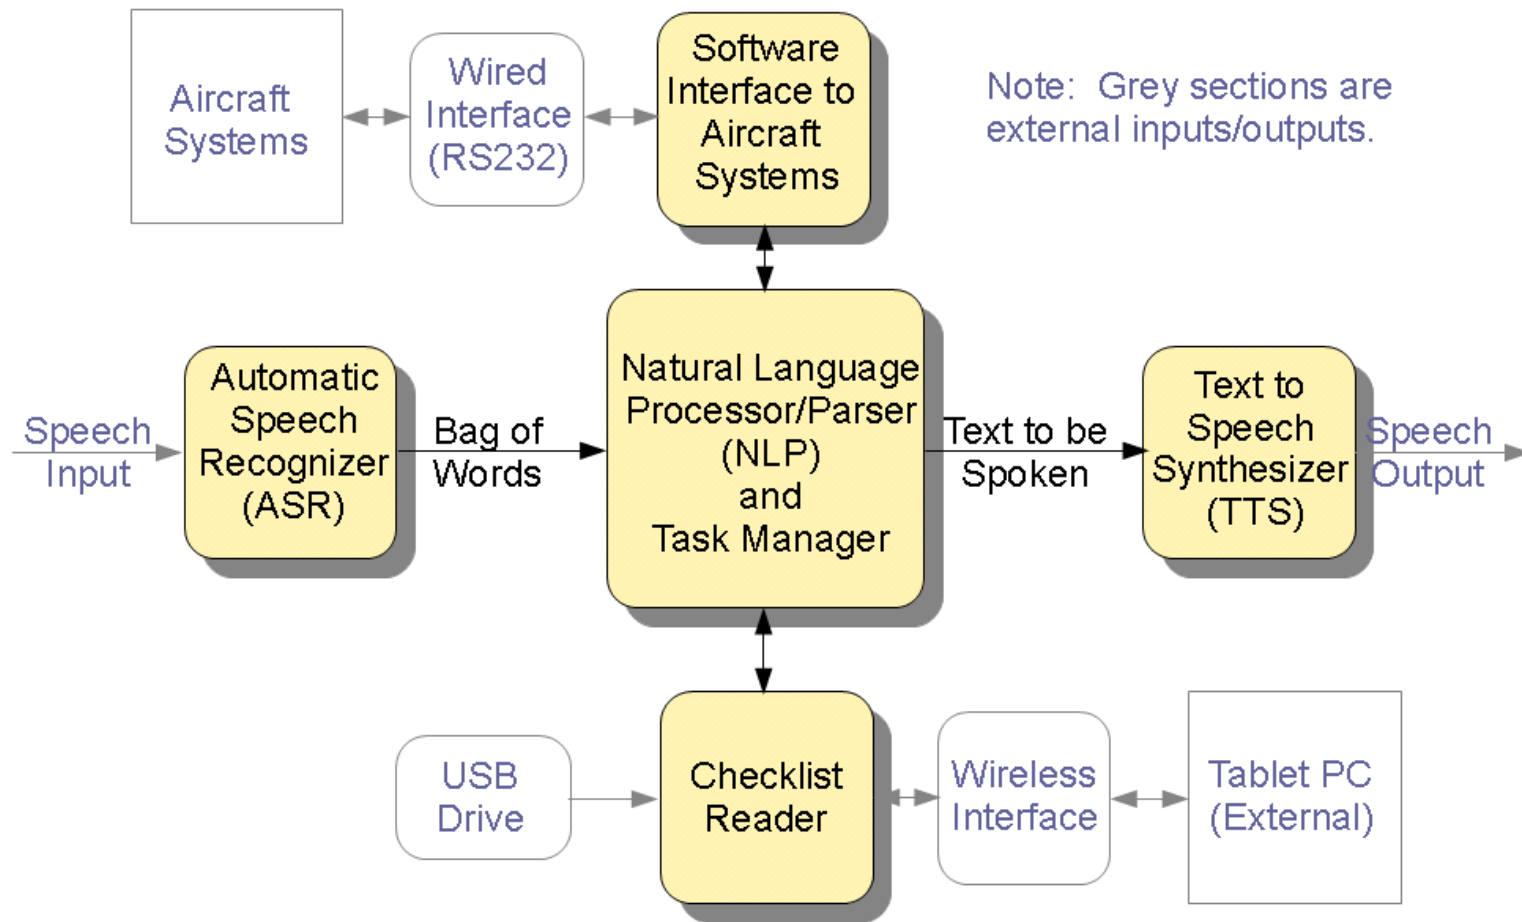 Aircraft
Systems
Wired
Interface
(RS232)
Software
Interface to
Aircraft
Systems
Note:  Grey sections are
external inputs/outputs.
Speech
Input
Automatic
Speech
Recognizer
(ASR)
Bag of
Words
Natural Language
Processor/Parser
(NLP)
and
Task Manager
Text to be
Spoken
Text to
Speech
Synthesizer
(TTS)
Speech
Output
USB
Drive
Checklist
Reader
Wireless
Interface
Tablet PC
(External)